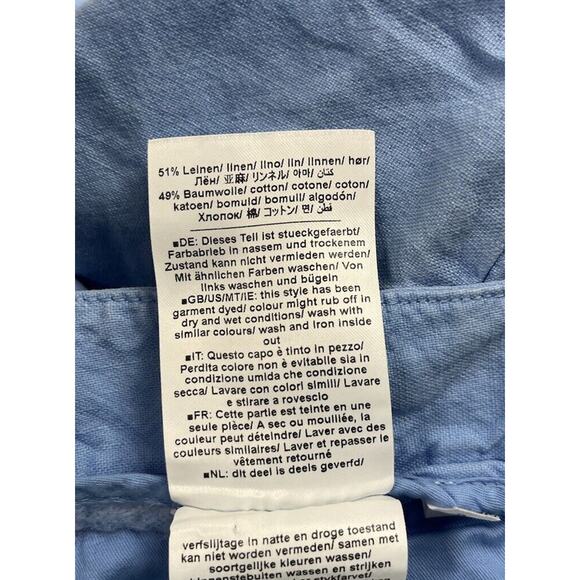 51% Leinen/ linen/ lino/ lin/ linnen/ hør/
Лён/ 亚麻/ リンネル/ 아마/ كتان/
49% Baumwolle/ cotton/ cotone/ coton/
katoen/ bomuld/ bomull/ algodón/
Хлопок/ 棉/ コットン/ 면/ قطن/
■DE: Dieses Teil ist stueckgefaerbt/
Farbabrieb in nassem und trockenem
Zustand kann nicht vermieden werden/
Mit ähnlichen Farben waschen/ Von
links waschen und bügeln
■GB/US/MT/IE: this style has been
garment dyed/ colour might rub off in
dry and wet conditions/ wash with
similar colours/ wash and iron inside
out
■IT: Questo capo è tinto in pezzo/
Perdita colore non è evitabile sia in
condizione umida che condizione
secca/ Lavare con colori simili/ Lavare
e stirare a rovescio
■FR: Cette partie est teinte en une
seule pièce/ A sec ou mouillée, la
couleur peut déteindre/ Laver avec des
couleurs similaires/ Laver et repasser le
vêtement retourné
■NL: dit deel is deels geverfd/
verfslijtage in natte en droge toestand
kan niet worden vermeden/ samen met
soortgelijke kleuren wassen/
binnenstebuiten wassen en strijken